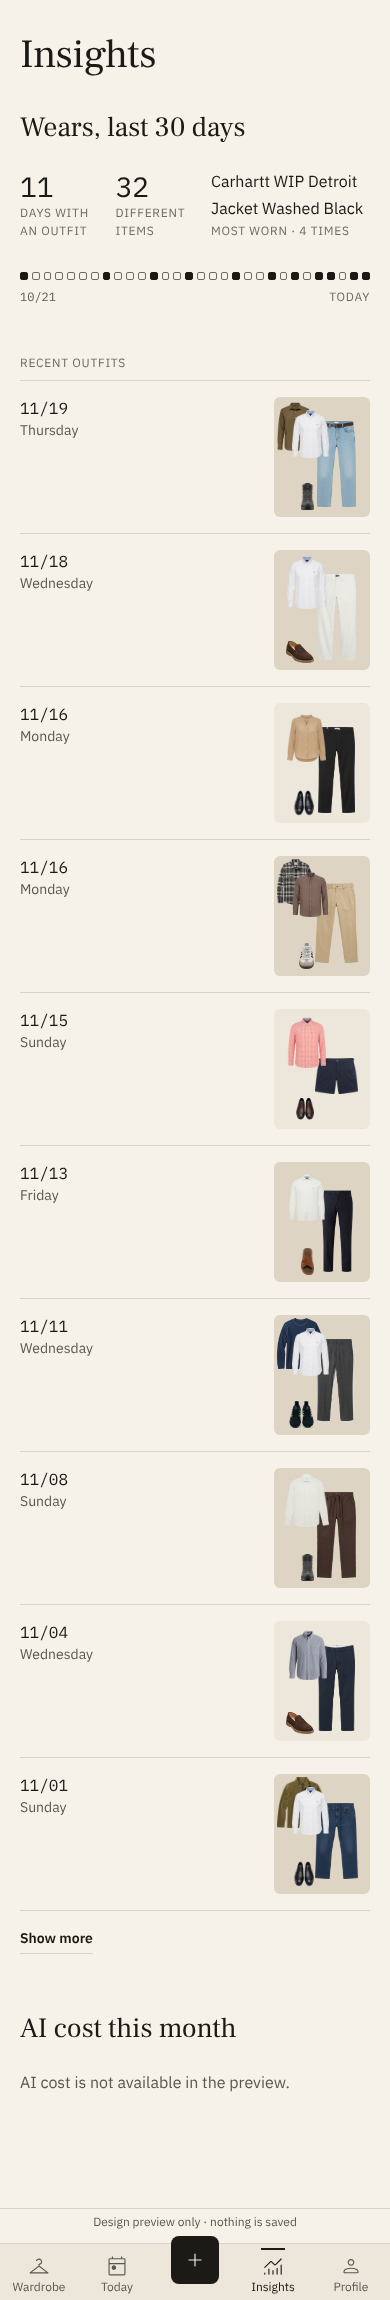 Insights
Wears, last 30 days
11
DAYS WITH
AN OUTFIT
32
DIFFERENT
ITEMS
Carhartt WIP Detroit
Jacket Washed Black
MOST WORN · 4 TIMES
10/21
TODAY
RECENT OUTFITS
11/19
Thursday
11/18
Wednesday
11/16
Monday
11/16
Monday
11/15
Sunday
11/13
Friday
11/11
Wednesday
11/08
Sunday
11/04
Wednesday
11/01
Sunday
Show more
AI cost this month
AI cost is not available in the preview.
Design preview only · nothing is saved
Wardrobe
Today
+
Insights
Profile